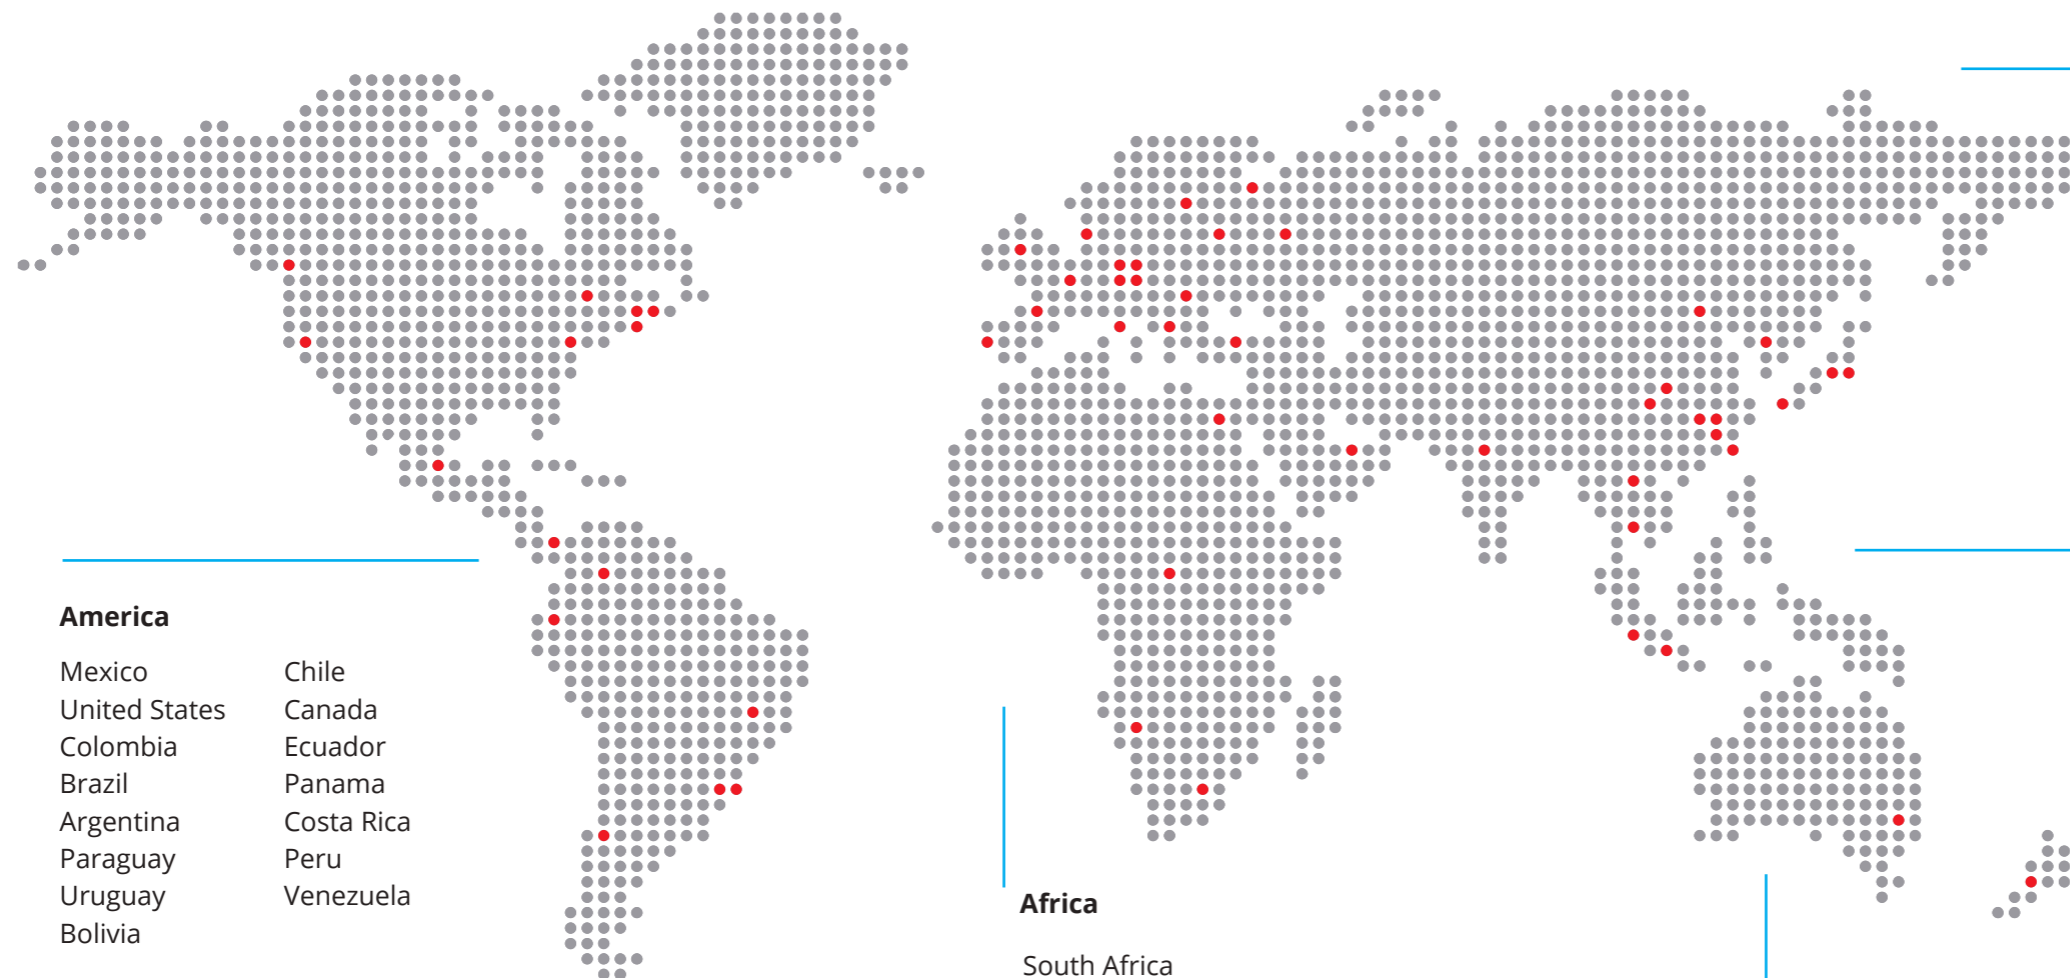 America
Mexico
United States
Colombia
Brazil
Argentina
Paraguay
Uruguay
Bolivia
Chile
Canada
Ecuador
Panama
Costa Rica
Peru
Venezuela
Africa
South Africa